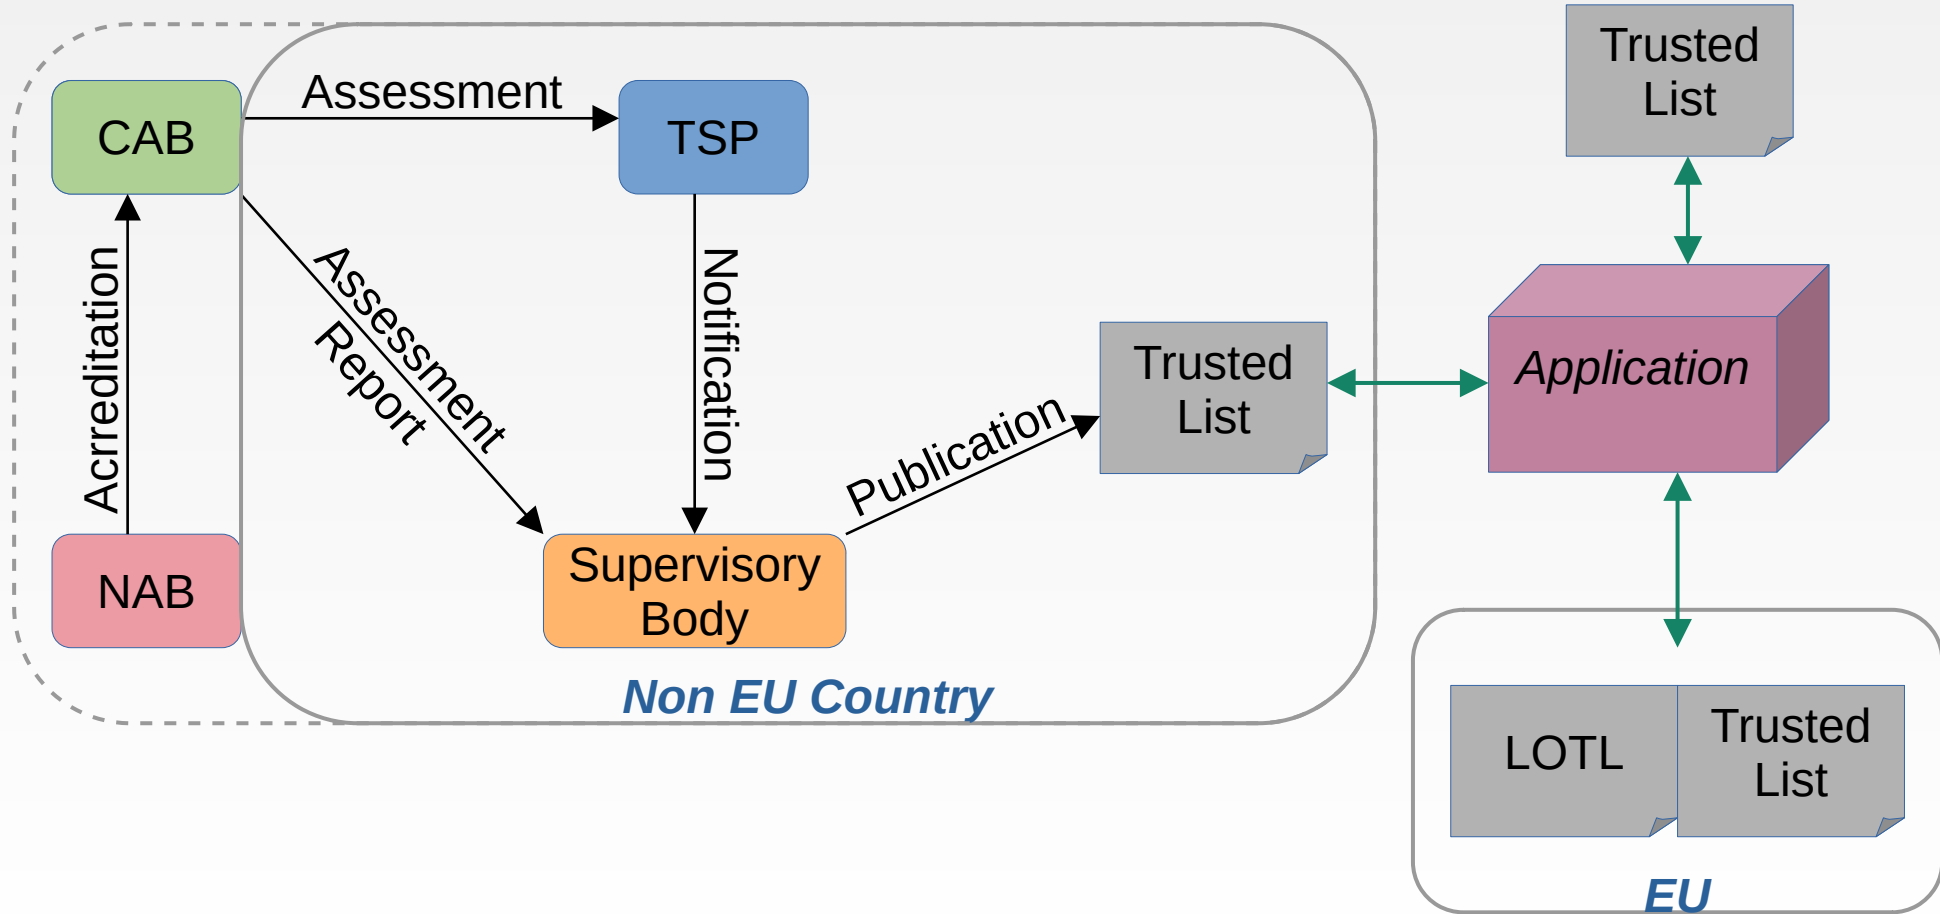 CAB
Assessment
TSP
Trusted
List
Acrreditation
Assessment
Report
Notification
Publication
Trusted
List
Application
NAB
Supervisory
Body
Non EU Country
LOTL
Trusted
List
EU